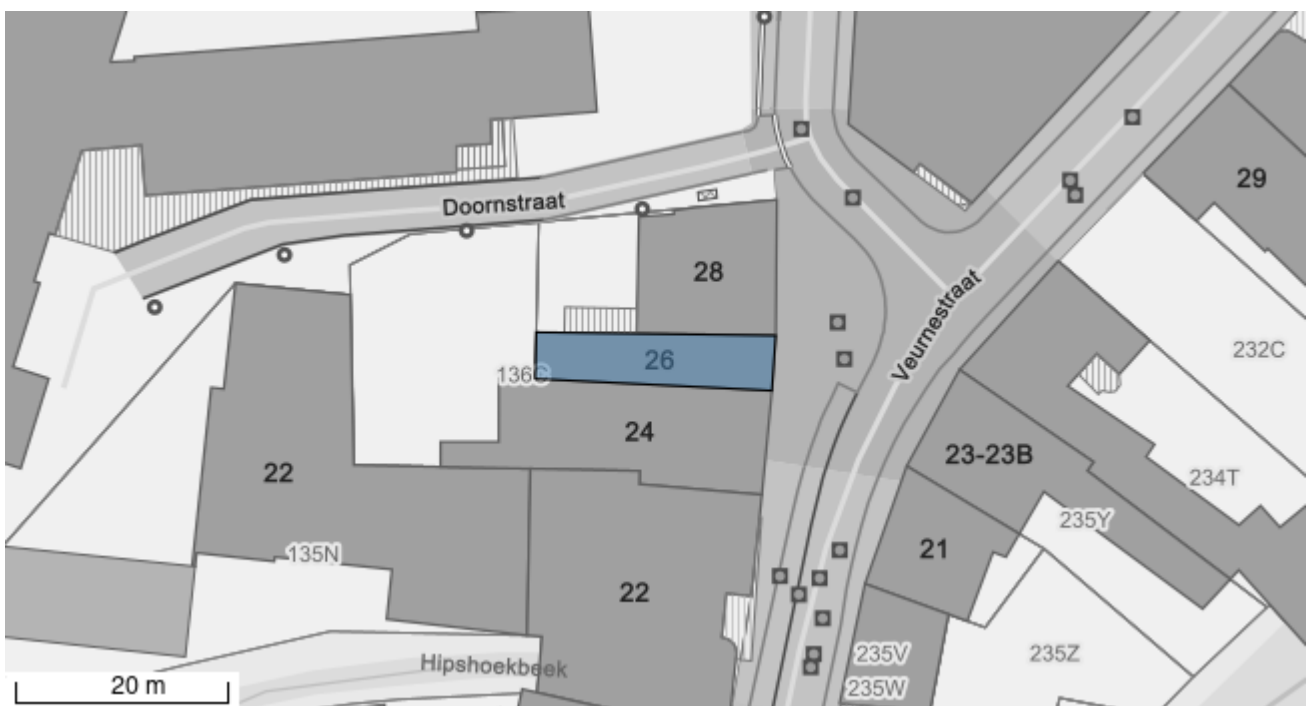 29
Doornstraat
28
Veurnestraat
232C
26
136C
24
23-23B
22
234T
235Y
135N
21
22
235V
235Z
Hipshoekbeek
235W
20 m